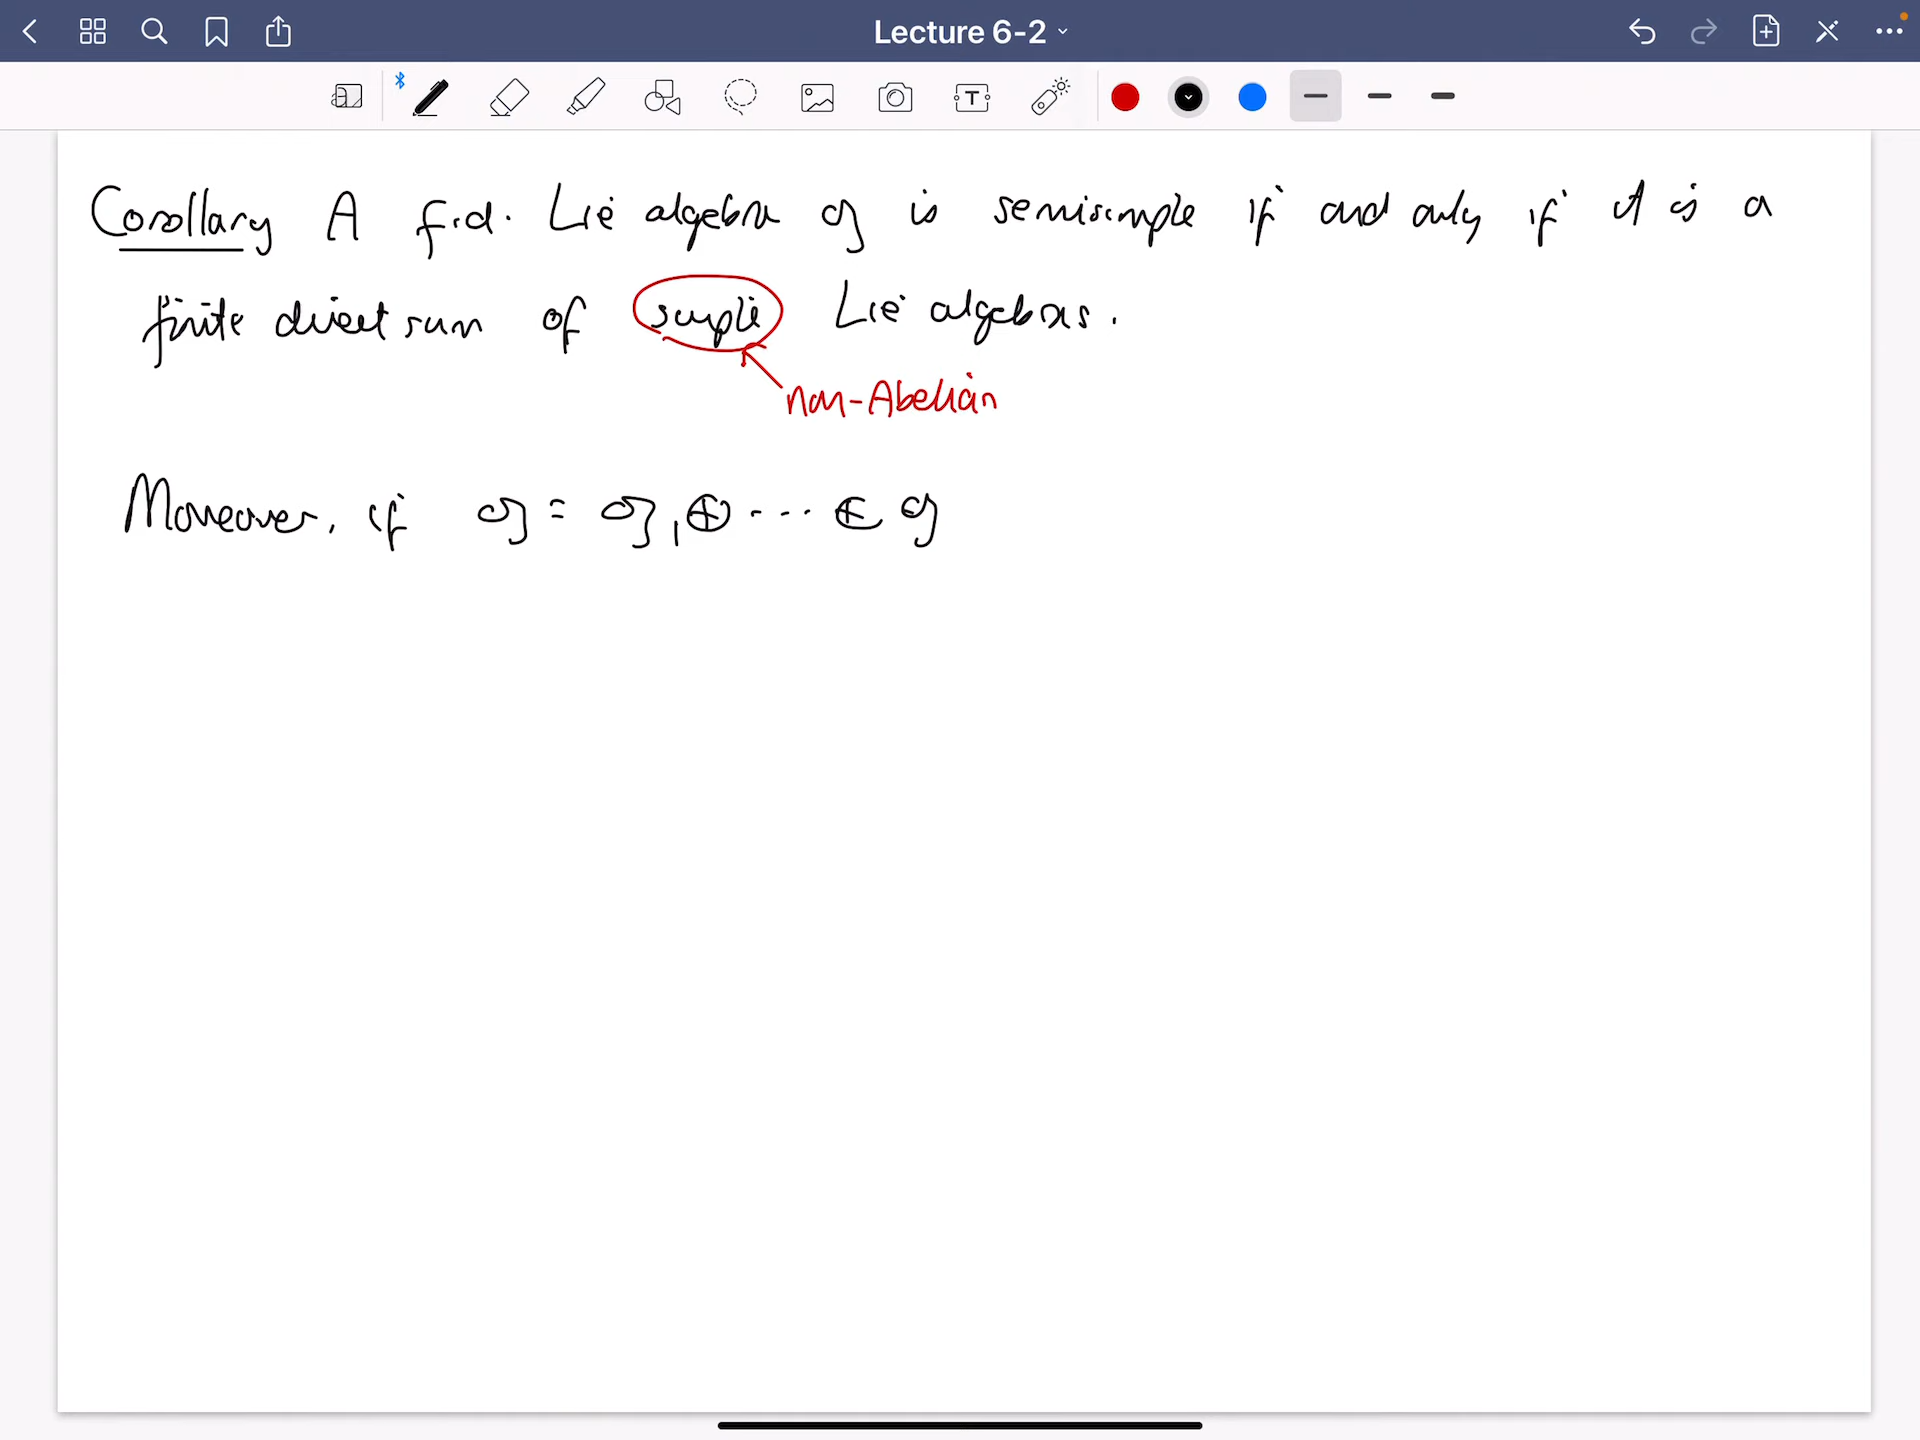 Lecture 6-2
Corollary A f.d. Lie algebra 𝔤 is semisimple if and only if it is a
finite direct sum of simple Lie algebras.
non-Abelian
Moreover, if 𝔤 = 𝔤₁ ⊕ ... ⊕ 𝔤